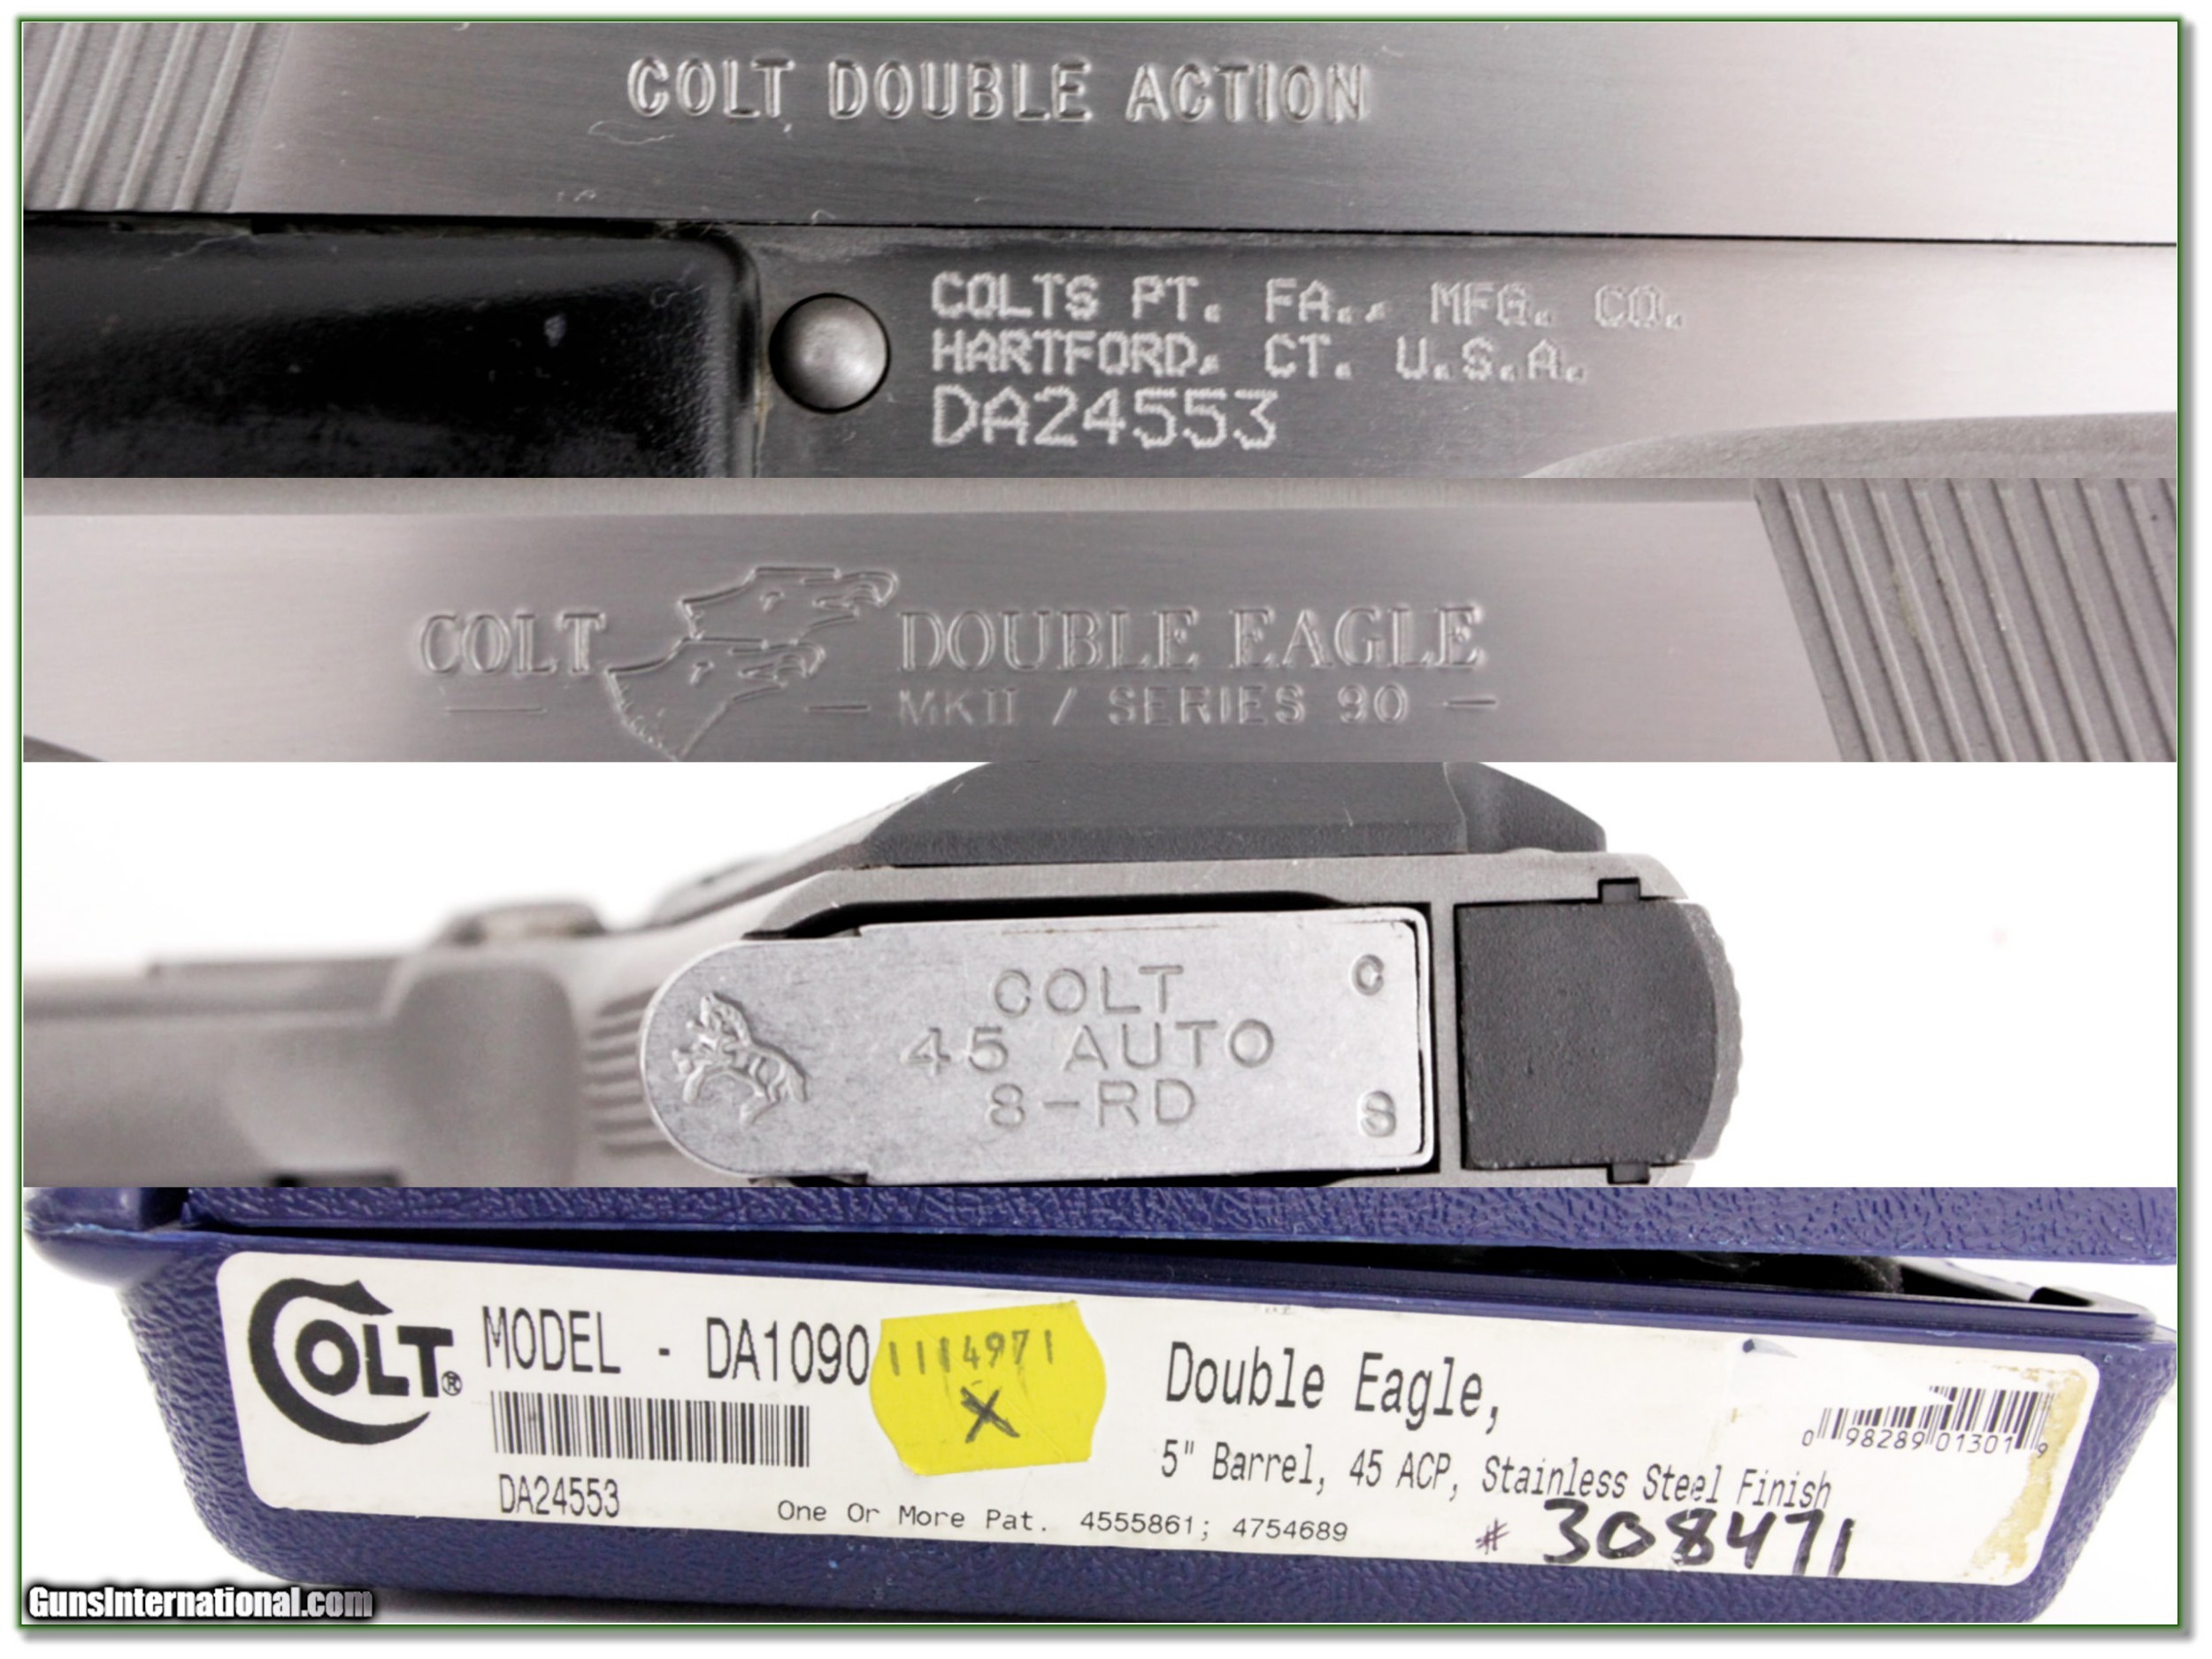 COLT DOUBLE ACTION
COLTS PT. FA., MFG. CO.
HARTFORD, CT. U.S.A.
DA24553
COLT DOUBLE EAGLE
— MKII / SERIES 90 —
COLT
45 AUTO
8-RD
C
S
COLT®
MODEL - DA1090
1114971
X
DA24553
Double Eagle,
5" Barrel, 45 ACP, Stainless Steel Finish
0 98289 01301 9
One Or More Pat. 4555861; 4754689
# 308471
GunsInternational.com